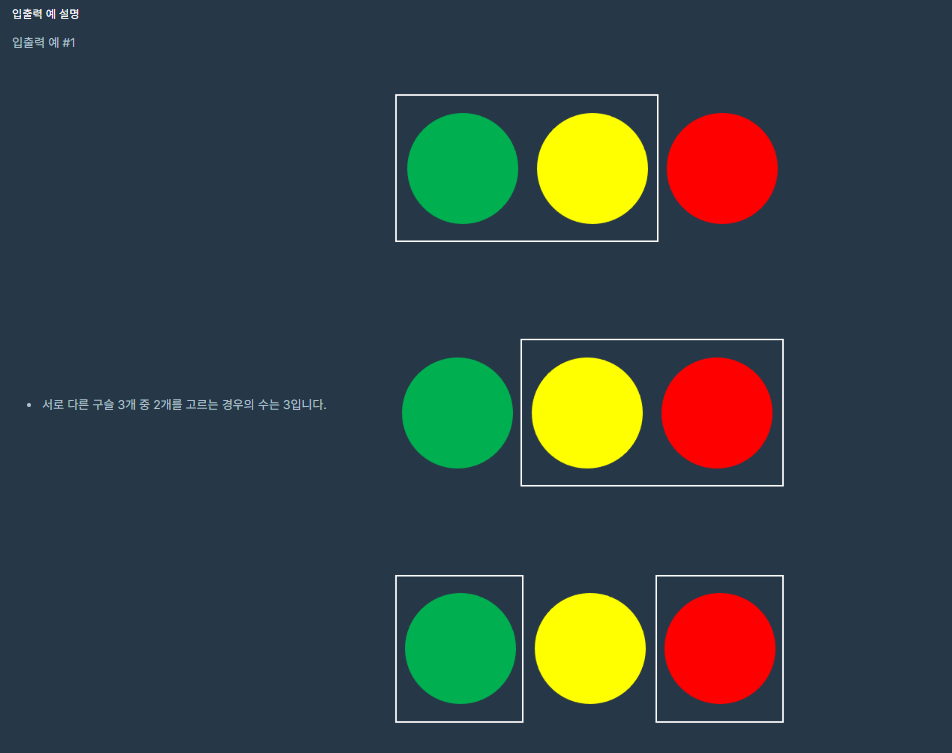 입출력 예 설명
입출력 예 #1
서로 다른 구슬 3개 중 2개를 고르는 경우의 수는 3입니다.